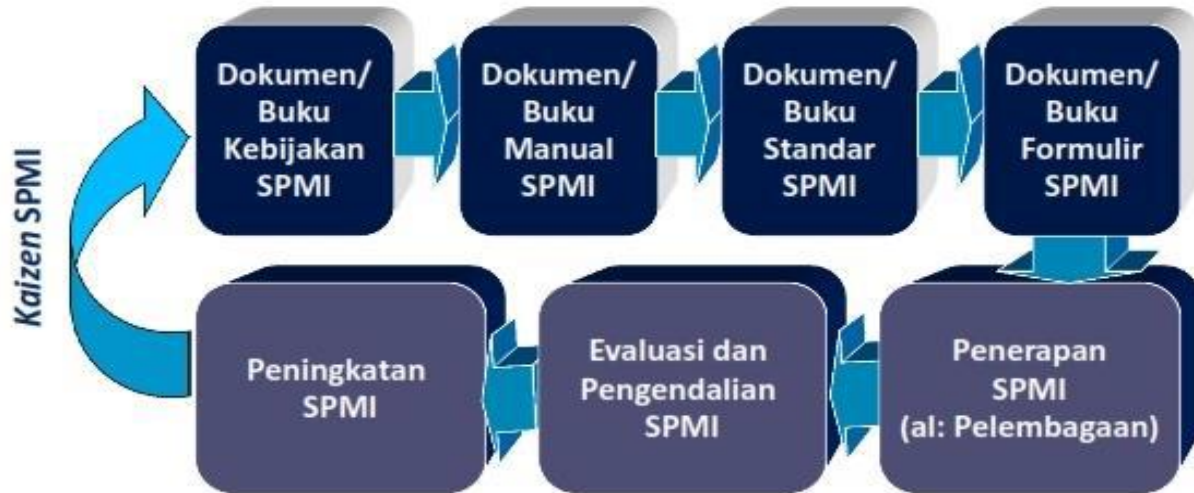 Dokumen/
Buku
Kebijakan
SPMI
Dokumen/
Buku
Manual
SPMI
Dokumen/
Buku
Standar
SPMI
Dokumen/
Buku
Formulir
SPMI
Kaizen SPMI
Peningkatan
SPMI
Evaluasi dan
Pengendalian
SPMI
Penerapan
SPMI
(al: Pelembagaan)